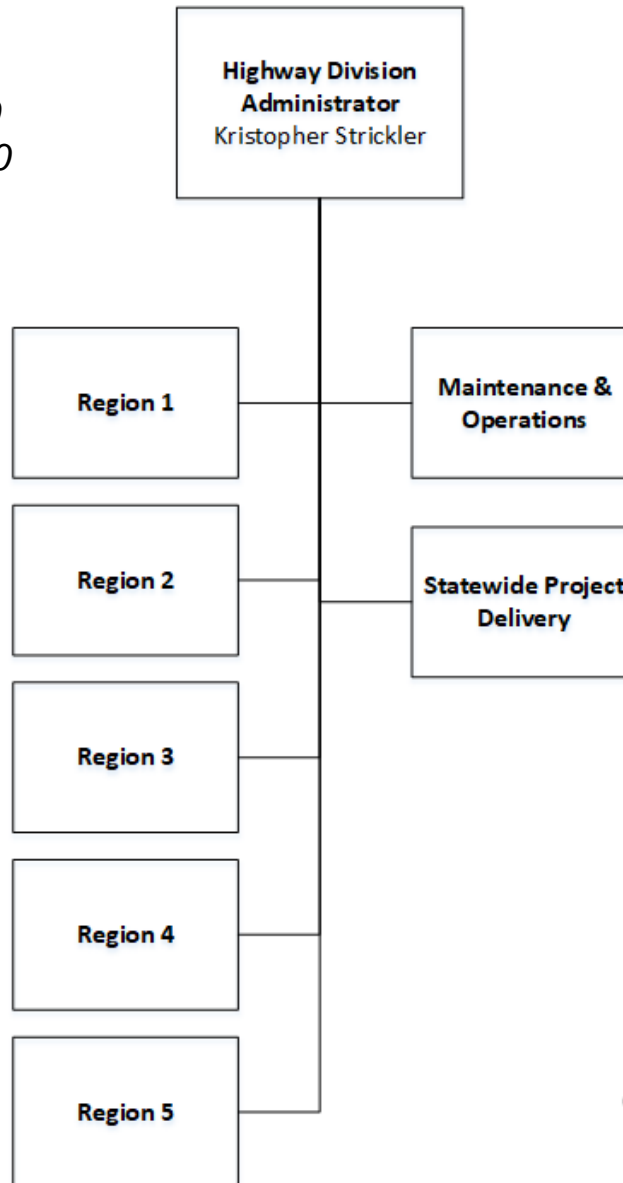 Highway Division
Administrator
Kristopher Strickler
0
Region 1
Maintenance &
Operations
Region 2
Statewide Project
Delivery
Region 3
Region 4
Region 5